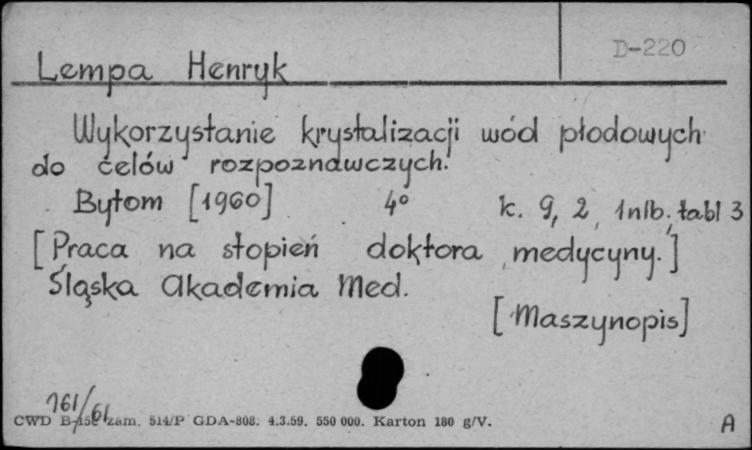 D-220
Lempa Henryk
Wykorzystanie krystalizacji wód płodowych
do celów rozpoznawczych.
Bytom [1960] 4° k. 9, 2, 1nlb., tabl 3
[Praca na stopień doktora medycyny.]
Śląska Akademia Med.
[Maszynopis]
161/61
CWD zam. 514/P GDA-808. 4.3.59. 550 000. Karton 180 g/V.
A